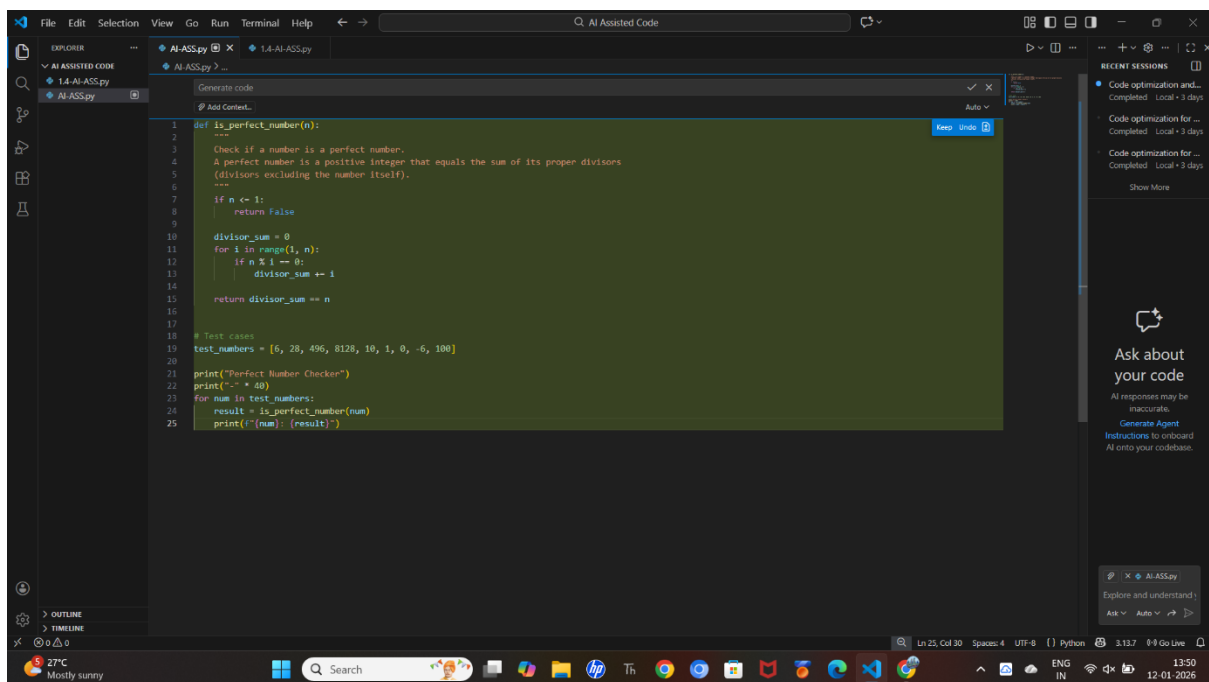 File Edit Selection View Go Run Terminal Help
AI Assisted Code
EXPLORER
AI ASSISTED CODE
1.4-AI-ASS.py
AI-ASS.py
AI-ASS.py
1.4-AI-ASS.py
AI-ASS.py > ...
Generate code
Add Context...
Auto
Keep Undo
1 def is_perfect_number(n):
2 """
3 Check if a number is a perfect number.
4 A perfect number is a positive integer that equals the sum of its proper divisors
5 (divisors excluding the number itself).
6 """
7 if n <= 1:
8 return False
9
10 divisor_sum = 0
11 for i in range(1, n):
12 if n % i == 0:
13 divisor_sum += i
14
15 return divisor_sum == n
16
17
18 # Test cases
19 test_numbers = [6, 28, 496, 8128, 10, 1, 0, -6, 100]
20
21 print("Perfect Number Checker")
22 print("-" * 40)
23 for num in test_numbers:
24 result = is_perfect_number(num)
25 print(f"{num}: {result}")
RECENT SESSIONS
Code optimization and...
Completed Local • 3 days
Code optimization for ...
Completed Local • 3 days
Code optimization for ...
Completed Local • 3 days
Show More
Ask about
your code
AI responses may be
inaccurate.
Generate Agent
Instructions to onboard
AI onto your codebase.
AI-ASS.py
Explore and understand
Ask Auto
OUTLINE
TIMELINE
0 0
Ln 25, Col 30 Spaces: 4 UTF-8 {} Python 3.13.7 Go Live
5
27°C
Mostly sunny
Search
Th
ENG
IN
13:50
12-01-2026